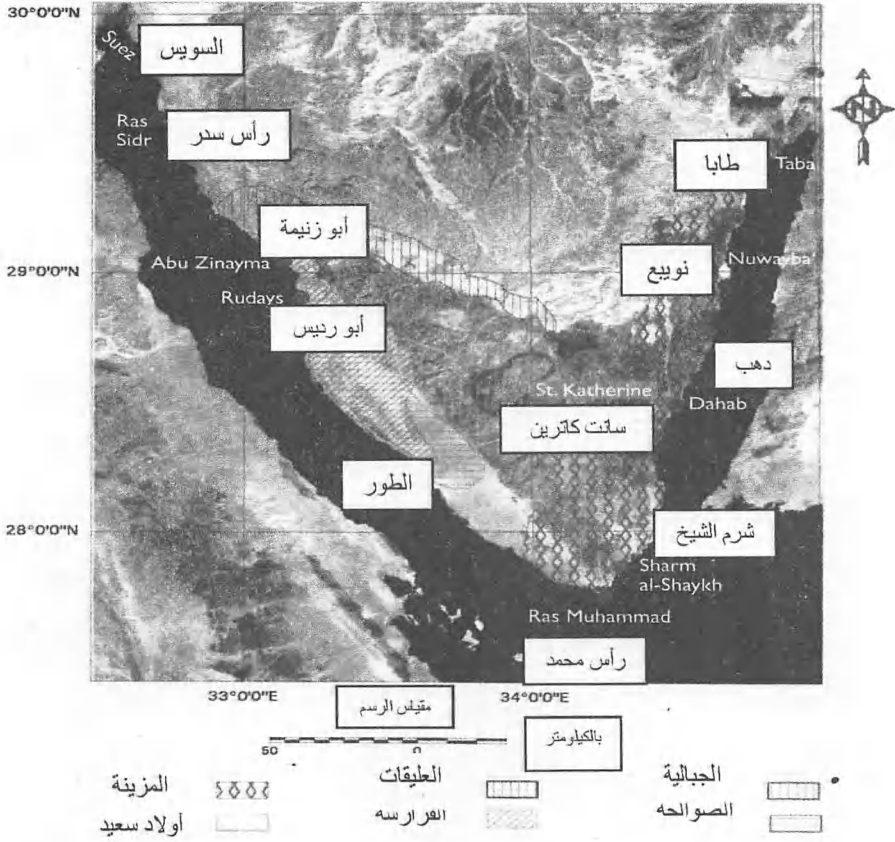 30°0'0"N
Suez
السويس
Ras
Sidr
رأس سدر
طابا
Taba
أبو زنيمة
Abu Zinayma
29°0'0"N
نويبع
Nuwayba'
Rudays
أبو رديس
دهب
St. Katherine
Dahab
سانت كاترين
الطور
28°0'0"N
شرم الشيخ
Sharm
al-Shaykh
Ras Muhammad
رأس محمد
33°0'0"E
34°0'0"E
مقياس الرسم
بالكيلومتر
50
0
الجبالية
العليقات
المزينة
الصوالحه
الفرارسه
أولاد سعيد